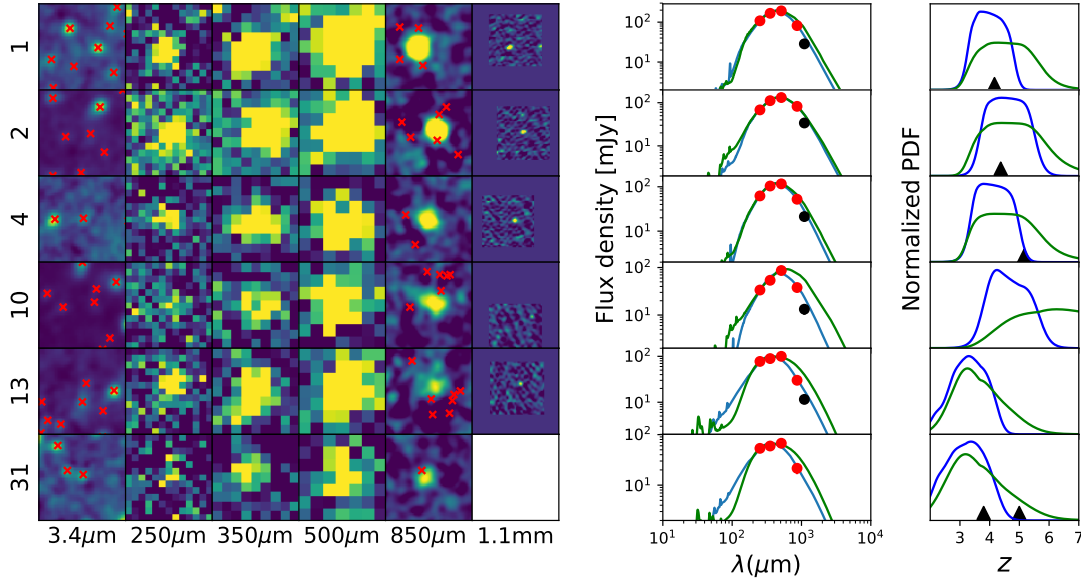 1
2
4
10
13
31
3.4μm
250μm
350μm
500μm
850μm
1.1mm
Flux density [mJy]
10²
10¹
10²
10¹
10²
10¹
10²
10¹
10²
10¹
10²
10¹
10¹ 10² 10³ 10⁴
λ(μm)
Normalized PDF
3 4 5 6 7
z